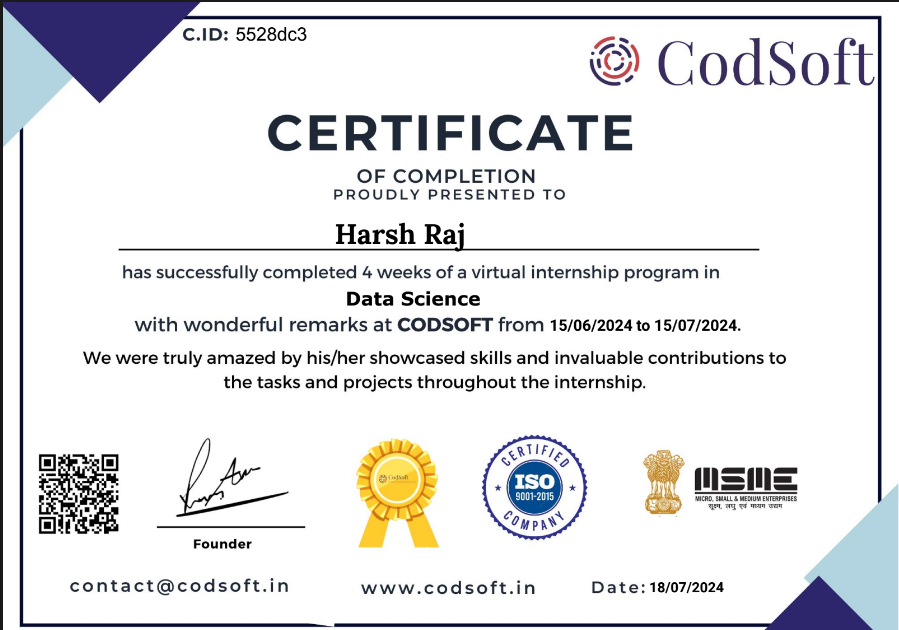 C.ID: 5528dc3
CodSoft
CERTIFICATE
OF COMPLETION
PROUDLY PRESENTED TO
Harsh Raj
has successfully completed 4 weeks of a virtual internship program in
Data Science
with wonderful remarks at CODSOFT from 15/06/2024 to 15/07/2024.
We were truly amazed by his/her showcased skills and invaluable contributions to
the tasks and projects throughout the internship.
Founder
CodSoft
CERTIFIED
ISO
9001-2015
COMPANY
MSME
MICRO, SMALL & MEDIUM ENTERPRISES
सूक्ष्म, लघु एवं मध्यम उद्यम
contact@codsoft.in
www.codsoft.in
Date: 18/07/2024